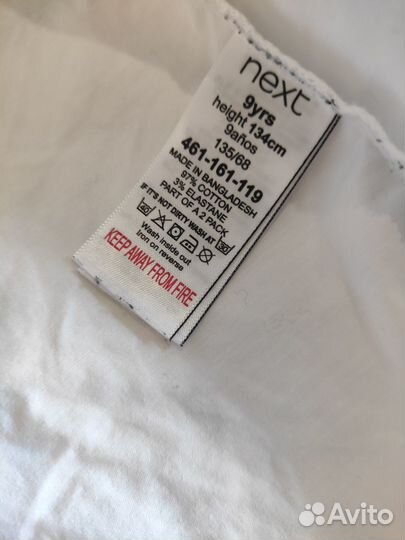 next
9yrs
height 134cm
9años
135/68
461-161-119
MADE IN BANGLADESH
97% COTTON
3% ELASTANE
PART OF A 2 PACK
IF IT'S NOT DIRTY WASH AT 30
40
Wash inside out
Iron on reverse
KEEP AWAY FROM FIRE
Avito